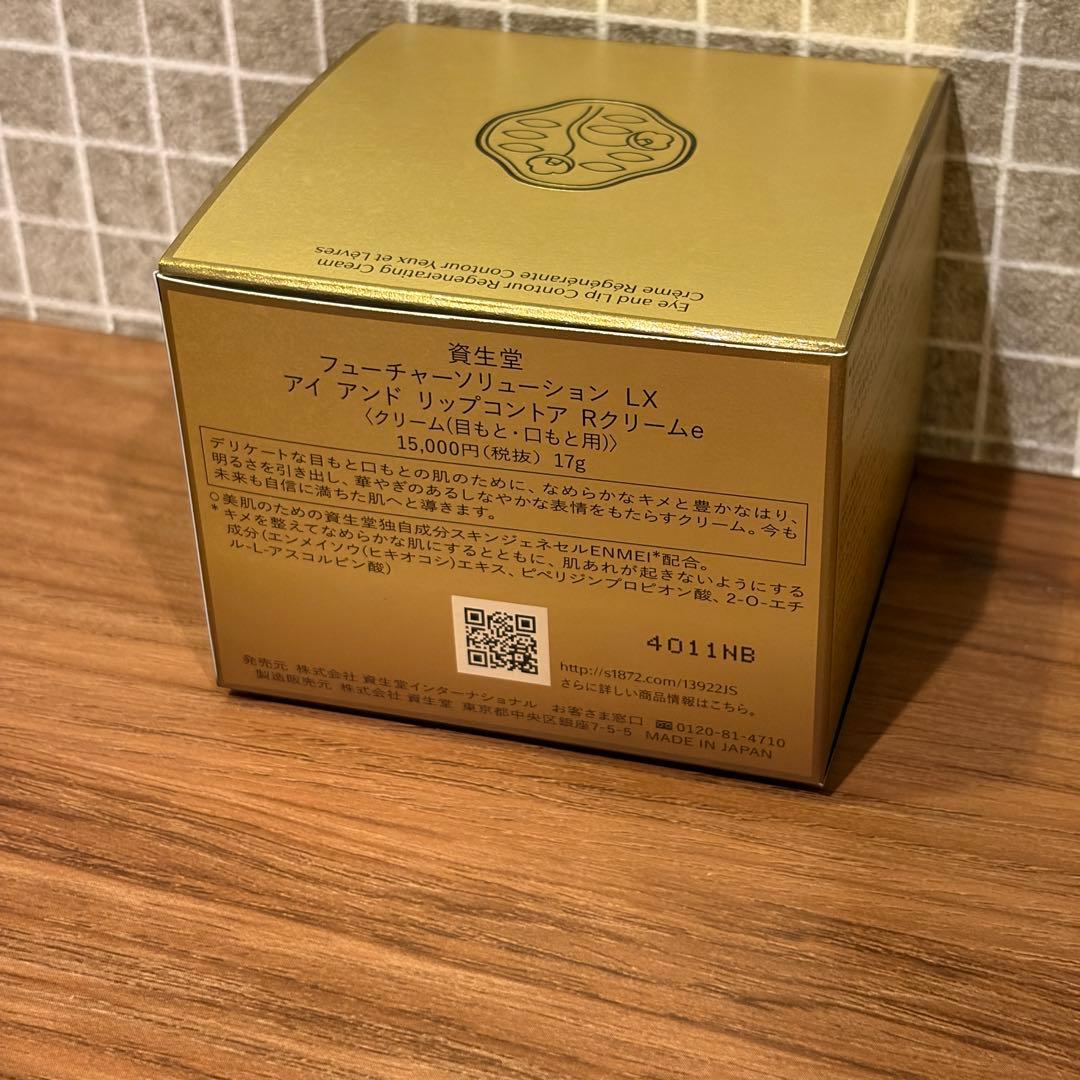 Eye and Lip Contour Regenerating Cream
Crème Régénérante Contour Yeux et Lèvres
資生堂
フューチャーソリューション LX
アイ アンド リップコントア Rクリームe
〈クリーム(目もと・口もと用)〉
15,000円(税抜) 17g
デリケートな目もと口もとの肌のために、なめらかなキメと豊かなはり、
明るさを引き出し、華やぎのあるしなやかな表情をもたらすクリーム。今も
未来も自信に満ちた肌へと導きます。
○美肌のための資生堂独自成分スキンジェネセルENMEI*配合。
*キメを整えてなめらかな肌にするとともに、肌あれが起きないようにする
成分(エンメイソウ(ヒキオコシ)エキス、ピペリジンプロピオン酸、2-O-エチ
ル-L-アスコルビン酸)
4011NB
http://s1872.com/13922JS
さらに詳しい商品情報はこちら。
発売元 株式会社 資生堂インターナショナル お客さま窓口 0120-81-4710
製造販売元 株式会社 資生堂 東京都中央区銀座7-5-5 MADE IN JAPAN